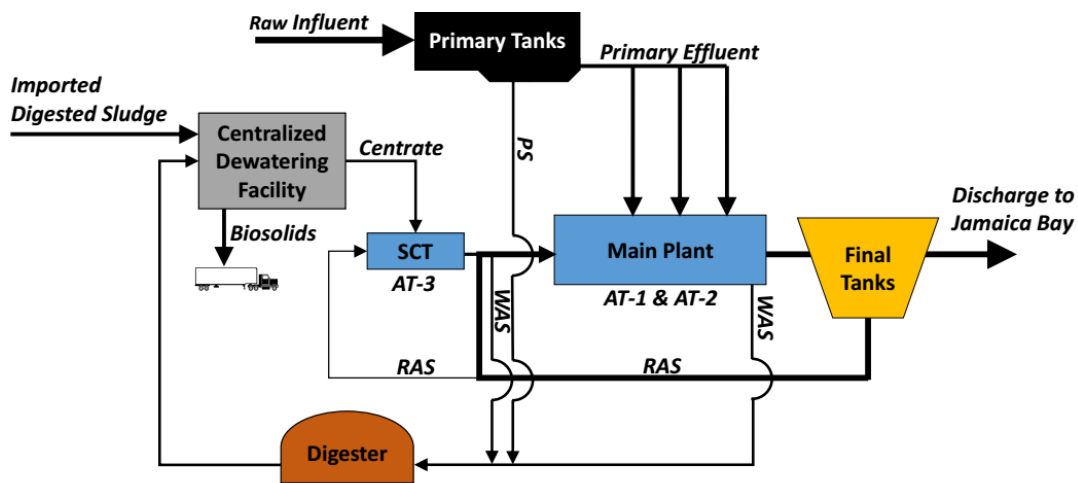 Raw Influent
Primary Tanks
Primary Effluent
Imported
Digested Sludge
Centralized
Dewatering
Facility
Centrate
PS
Discharge to
Jamaica Bay
Biosolids
SCT
Main Plant
Final
Tanks
AT-3
AT-1 & AT-2
WAS
WAS
RAS
RAS
Digester